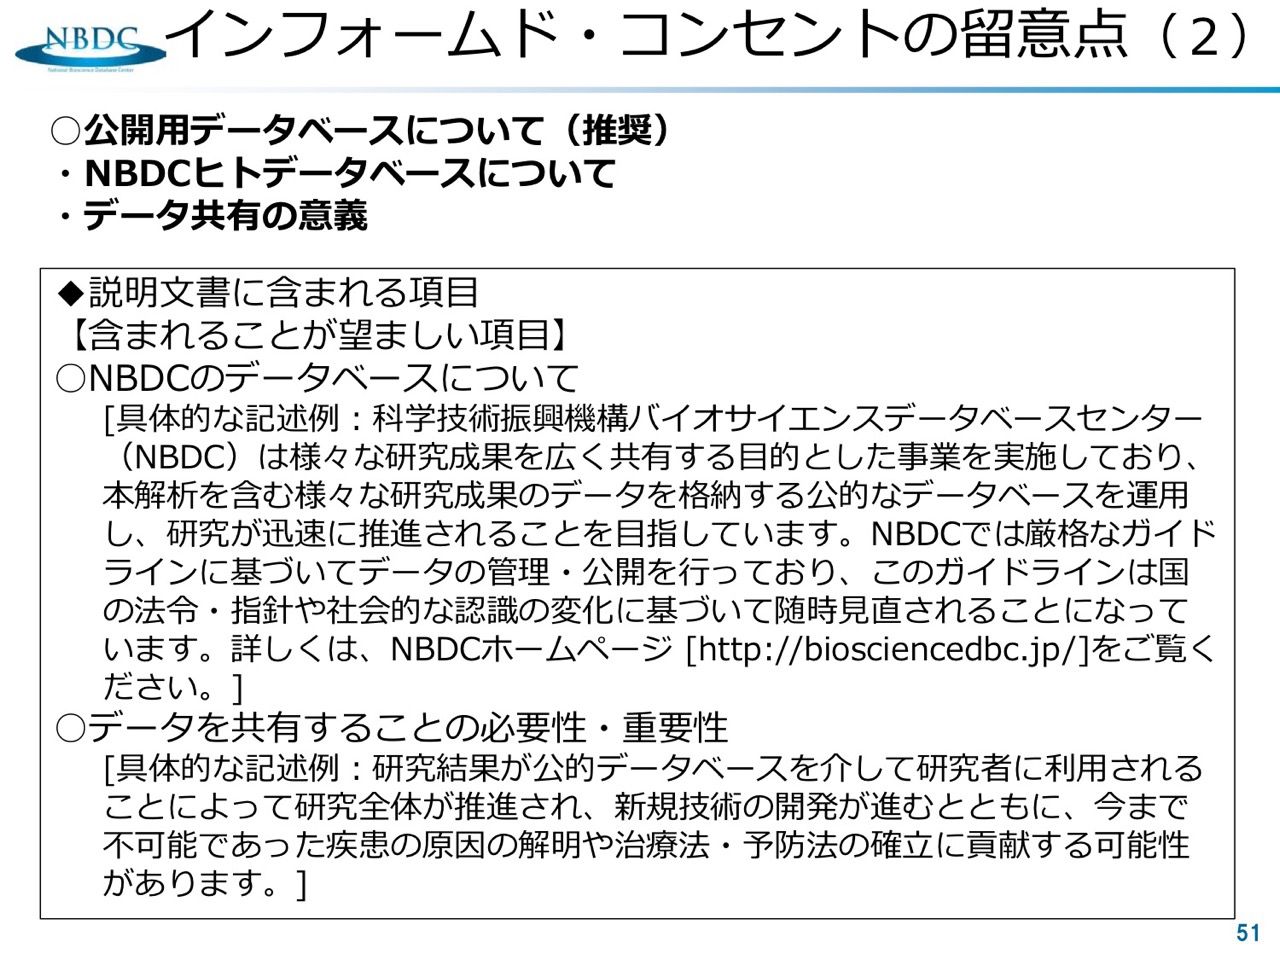 NBDC
National Bioscience Database Center
インフォームド・コンセントの留意点（２）
○公開用データベースについて（推奨）
・NBDCヒトデータベースについて
・データ共有の意義
◆説明文書に含まれる項目
【含まれることが望ましい項目】
○NBDCのデータベースについて
[具体的な記述例：科学技術振興機構バイオサイエンスデータベースセンター
（NBDC）は様々な研究成果を広く共有する目的とした事業を実施しており、
本解析を含む様々な研究成果のデータを格納する公的なデータベースを運用
し、研究が迅速に推進されることを目指しています。NBDCでは厳格なガイド
ラインに基づいてデータの管理・公開を行っており、このガイドラインは国
の法令・指針や社会的な認識の変化に基づいて随時見直されることになって
います。詳しくは、NBDCホームページ [http://biosciencedbc.jp/]をご覧く
ださい。]
○データを共有することの必要性・重要性
[具体的な記述例：研究結果が公的データベースを介して研究者に利用される
ことによって研究全体が推進され、新規技術の開発が進むとともに、今まで
不可能であった疾患の原因の解明や治療法・予防法の確立に貢献する可能性
があります。]
51